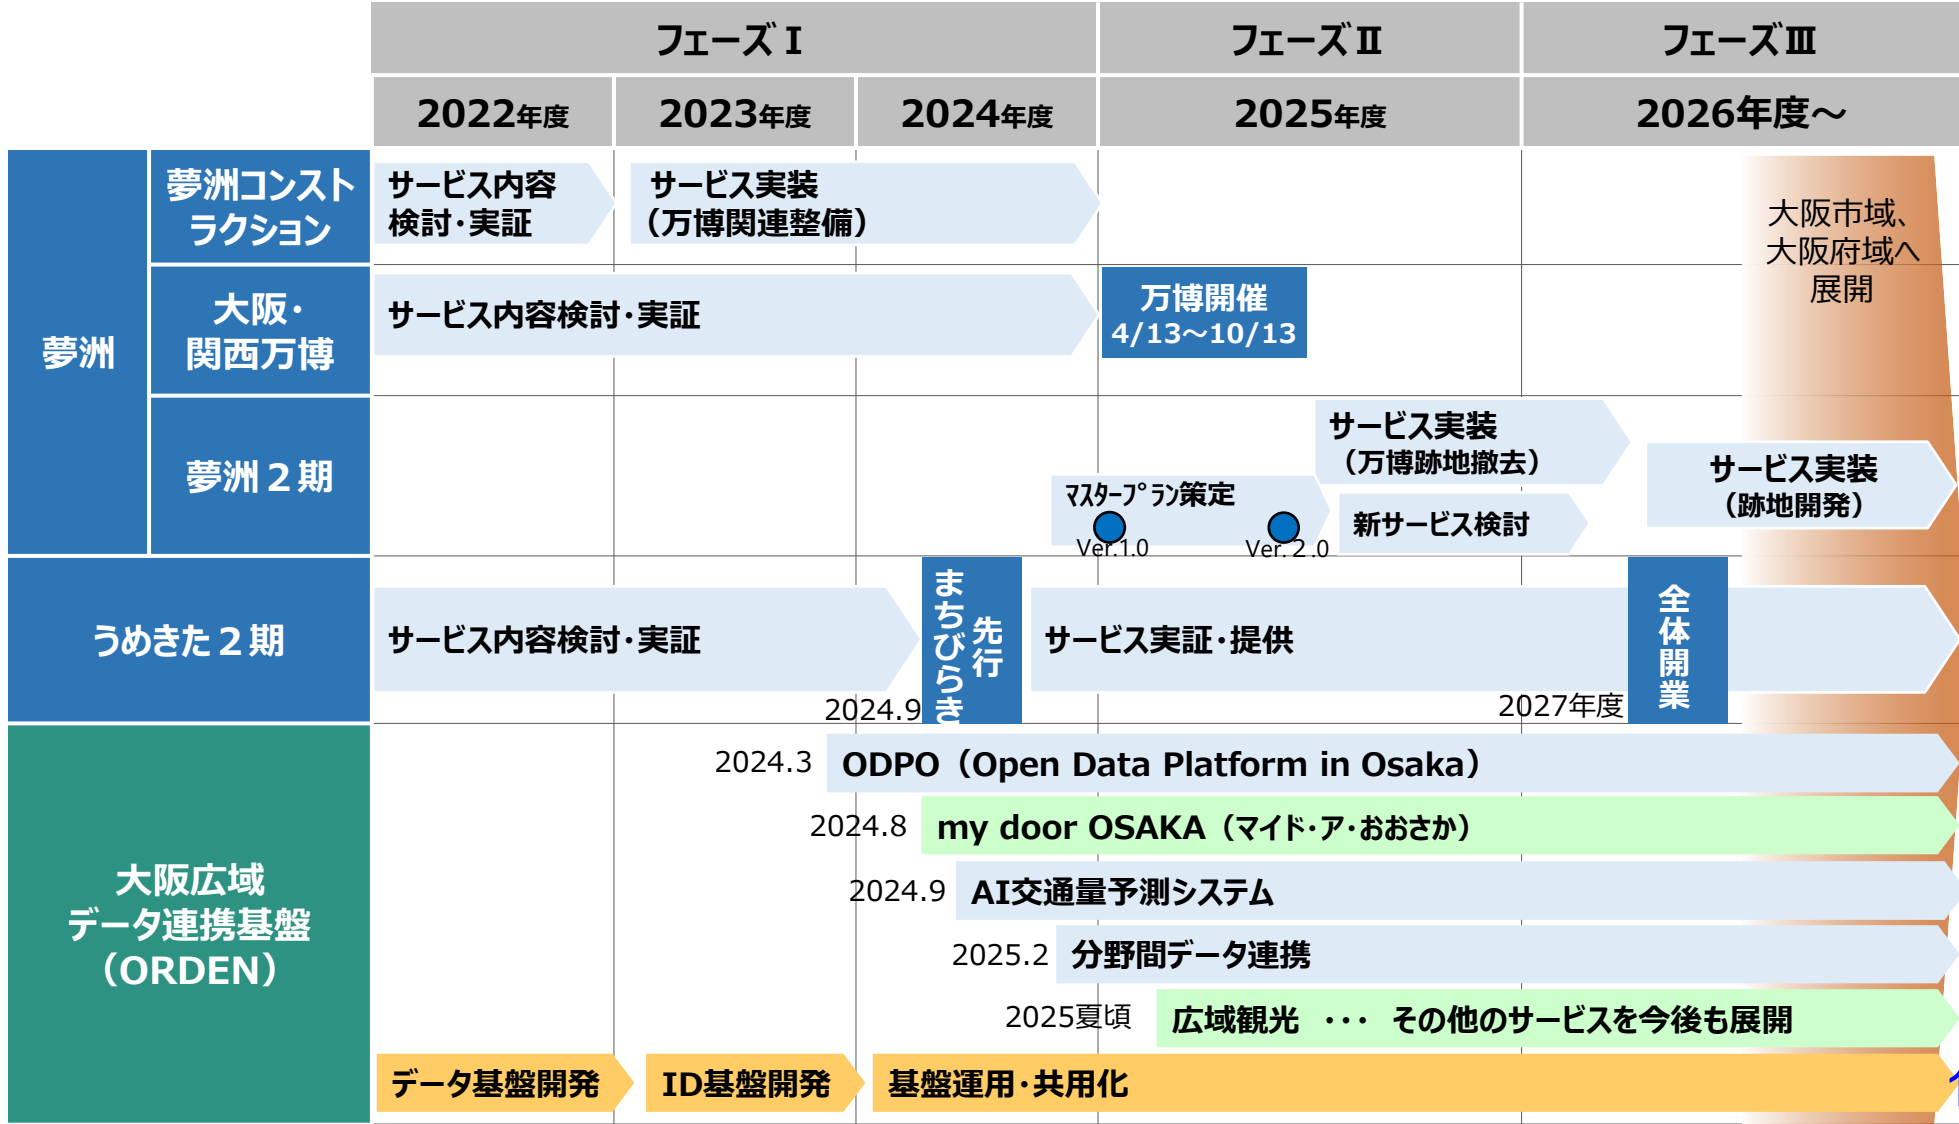 フェーズⅠ
フェーズⅡ
フェーズⅢ
2022年度
2023年度
2024年度
2025年度
2026年度～
夢洲
夢洲コンスト
ラクション
サービス内容
検討･実証
サービス実装
（万博関連整備）
大阪市域、
大阪府域へ
展開
大阪・
関西万博
サービス内容検討･実証
万博開催
4/13～10/13
夢洲２期
マスタープラン策定
Ver.1.0
Ver.２.0
サービス実装
（万博跡地撤去）
新サービス検討
サービス実装
（跡地開発）
うめきた２期
サービス内容検討･実証
2024.9
先行
まちびらき
サービス実証･提供
2027年度
全体開業
大阪広域
データ連携基盤
（ORDEN）
2024.3
ODPO（Open Data Platform in Osaka）
2024.8
my door OSAKA（マイド・ア・おおさか）
2024.9
AI交通量予測システム
2025.2
分野間データ連携
2025夏頃
広域観光 ･･･ その他のサービスを今後も展開
データ基盤開発
ID基盤開発
基盤運用･共用化